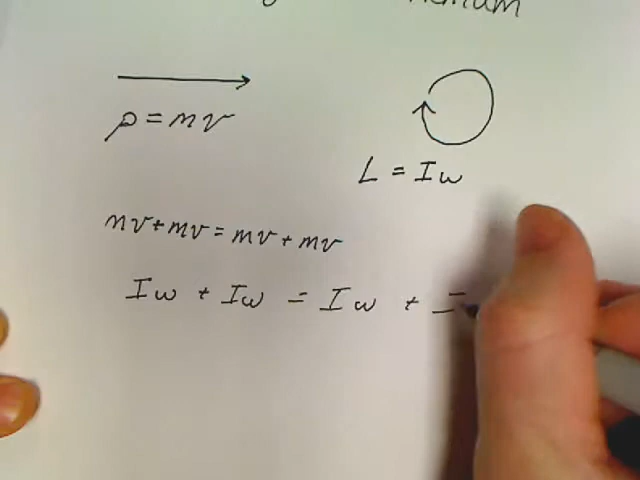 p = mv
L = Iω
mv + mv = mv + mv
Iω + Iω = Iω +